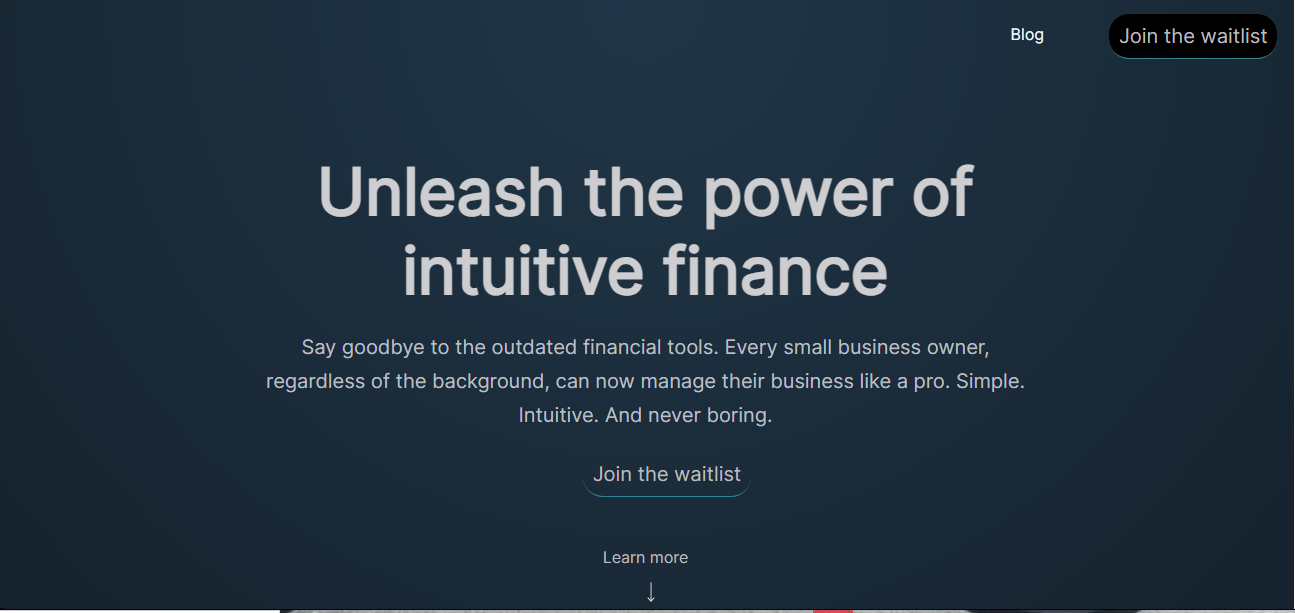 Blog
Join the waitlist
Unleash the power of
intuitive finance
Say goodbye to the outdated financial tools. Every small business owner,
regardless of the background, can now manage their business like a pro. Simple.
Intuitive. And never boring.
Join the waitlist
Learn more
↓